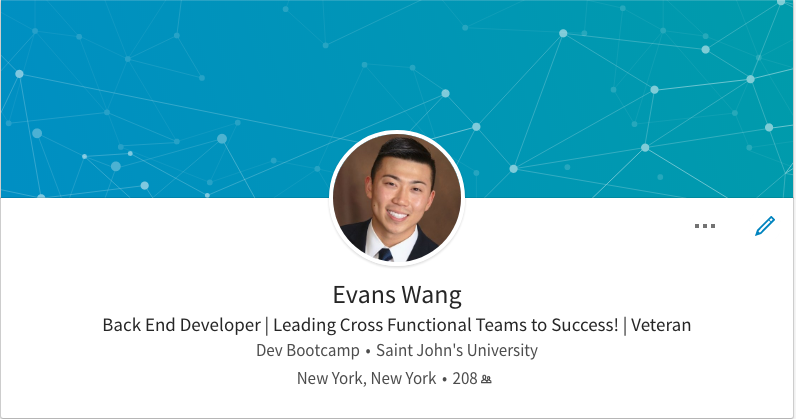 Evans Wang
Back End Developer | Leading Cross Functional Teams to Success! | Veteran
Dev Bootcamp • Saint John's University
New York, New York • 208